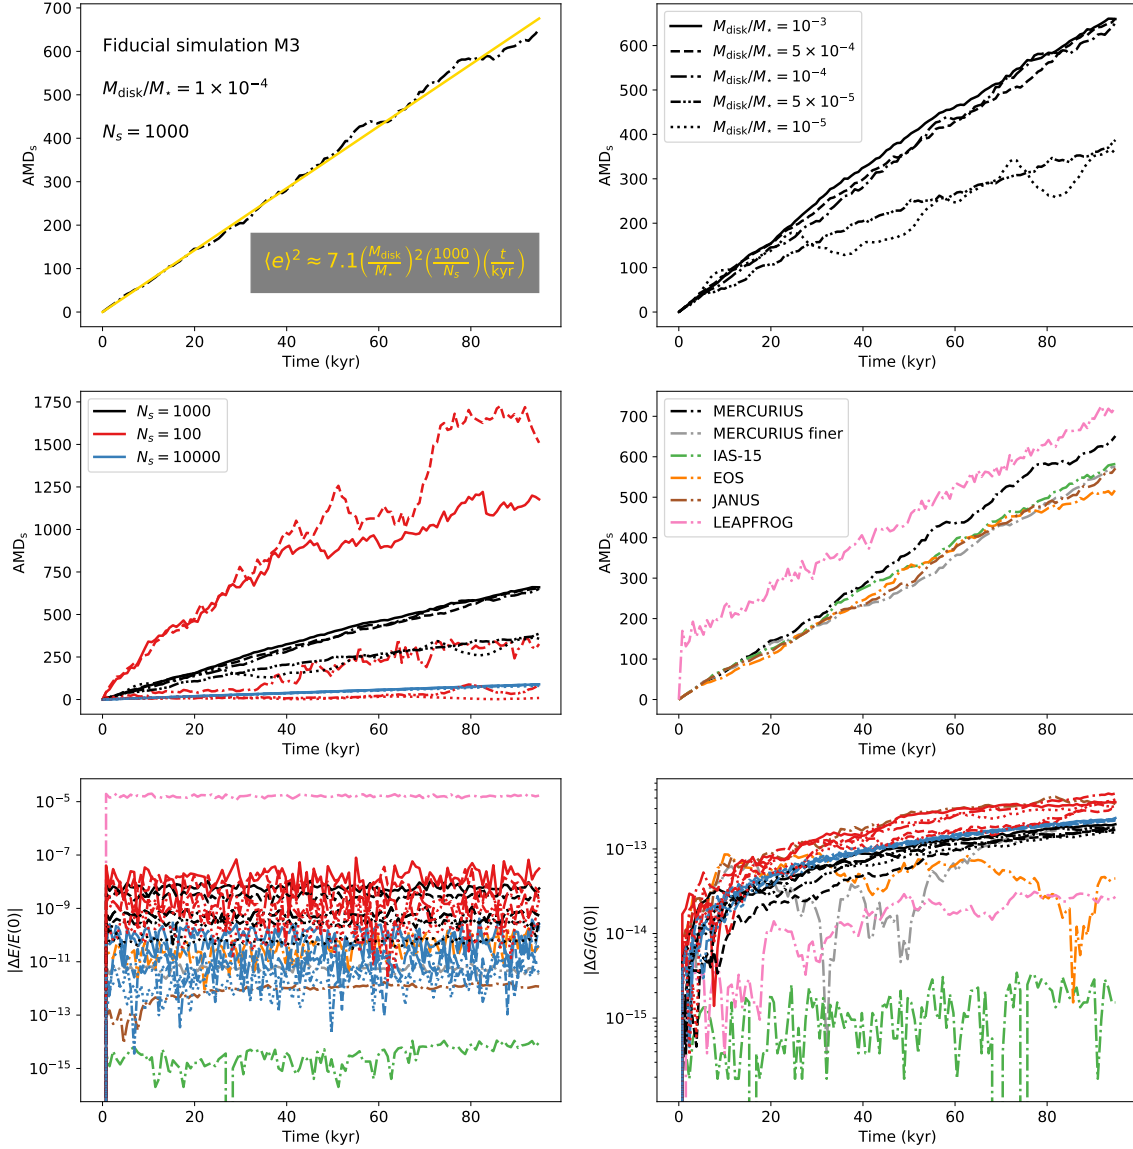 Fiducial simulation M3
M_disk/M⋆ = 1 × 10⁻⁴
N_s = 1000
⟨e⟩² ≈ 7.1(M_disk/M⋆)²(1000/N_s)(t/kyr)
AMD_s
0 100 200 300 400 500 600 700
0 20 40 60 80
Time (kyr)
M_disk/M⋆ = 10⁻³
M_disk/M⋆ = 5 × 10⁻⁴
M_disk/M⋆ = 10⁻⁴
M_disk/M⋆ = 5 × 10⁻⁵
M_disk/M⋆ = 10⁻⁵
AMD_s
0 100 200 300 400 500 600
0 20 40 60 80
Time (kyr)
N_s = 1000
N_s = 100
N_s = 10000
AMD_s
0 250 500 750 1000 1250 1500 1750
0 20 40 60 80
Time (kyr)
MERCURIUS
MERCURIUS finer
IAS-15
EOS
JANUS
LEAPFROG
AMD_s
0 100 200 300 400 500 600 700
0 20 40 60 80
Time (kyr)
|ΔE/E(0)|
10⁻¹⁵ 10⁻¹³ 10⁻¹¹ 10⁻⁹ 10⁻⁷ 10⁻⁵
0 20 40 60 80
Time (kyr)
|ΔG/G(0)|
10⁻¹⁵ 10⁻¹⁴ 10⁻¹³
0 20 40 60 80
Time (kyr)